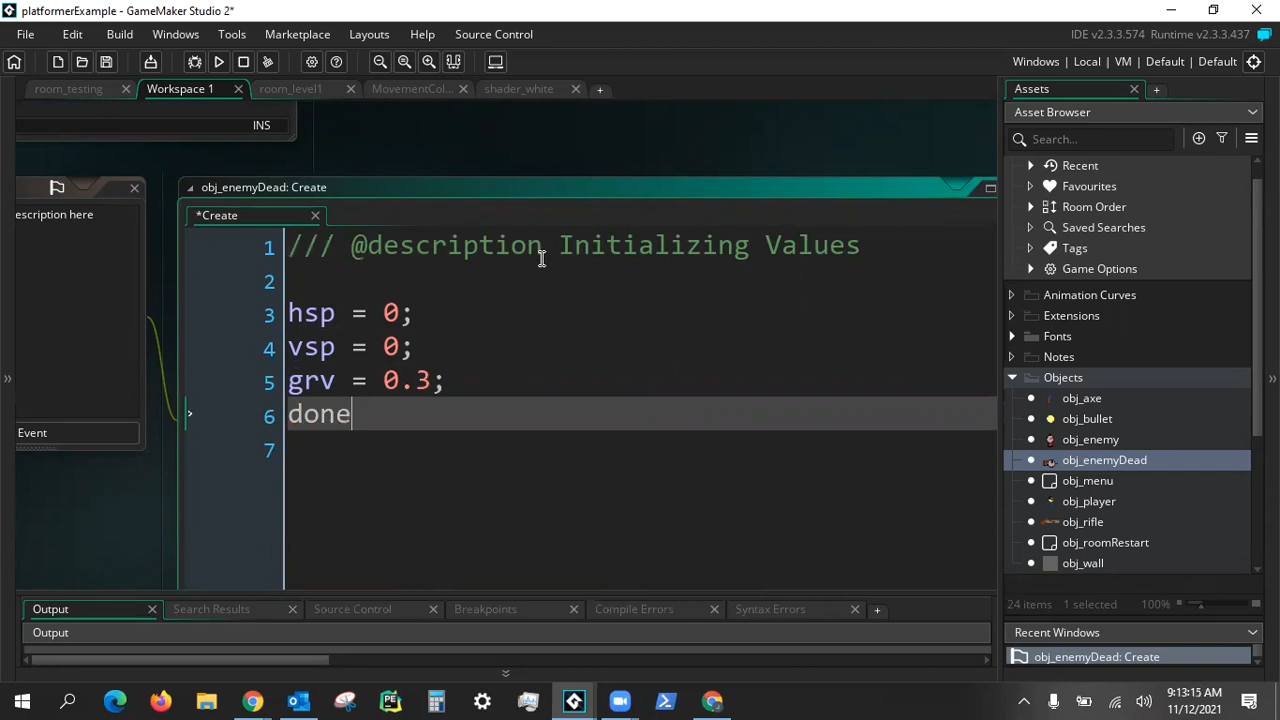 platformerExample - GameMaker Studio 2*
File Edit Build Windows Tools Marketplace Layouts Help Source Control
IDE v2.3.3.574 Runtime v2.3.3.437
Windows | Local | VM | Default | Default
room_testing Workspace 1 room_level1 MovementCol... shader_white
Assets
Asset Browser
Search...
INS
Recent
Favourites
Room Order
Saved Searches
Tags
Game Options
Animation Curves
Extensions
Fonts
Notes
Objects
obj_axe
obj_bullet
obj_enemy
obj_enemyDead
obj_menu
obj_player
obj_rifle
obj_roomRestart
obj_wall
24 items 1 selected 100%
Recent Windows
obj_enemyDead: Create
escription here
Event
obj_enemyDead: Create
*Create
1 /// @description Initializing Values
2
3 hsp = 0;
4 vsp = 0;
5 grv = 0.3;
6 done
7
Output Search Results Source Control Breakpoints Compile Errors Syntax Errors
Output
9:13:15 AM
11/12/2021